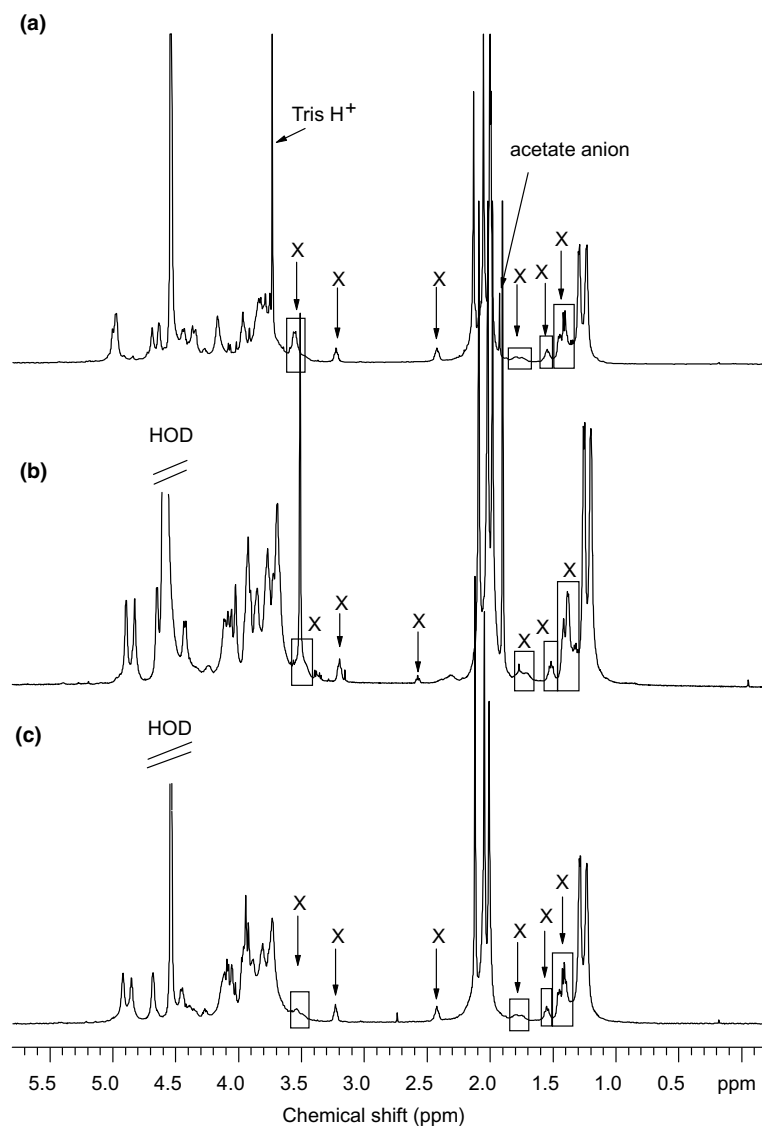 (a)
Tris H+
acetate anion
X
X X X
X X
HOD
(b)
X
X X X
X X X
HOD
(c)
X
X X
X X X
5.5 5.0 4.5 4.0 3.5 3.0 2.5 2.0 1.5 1.0 0.5 ppm
Chemical shift (ppm)